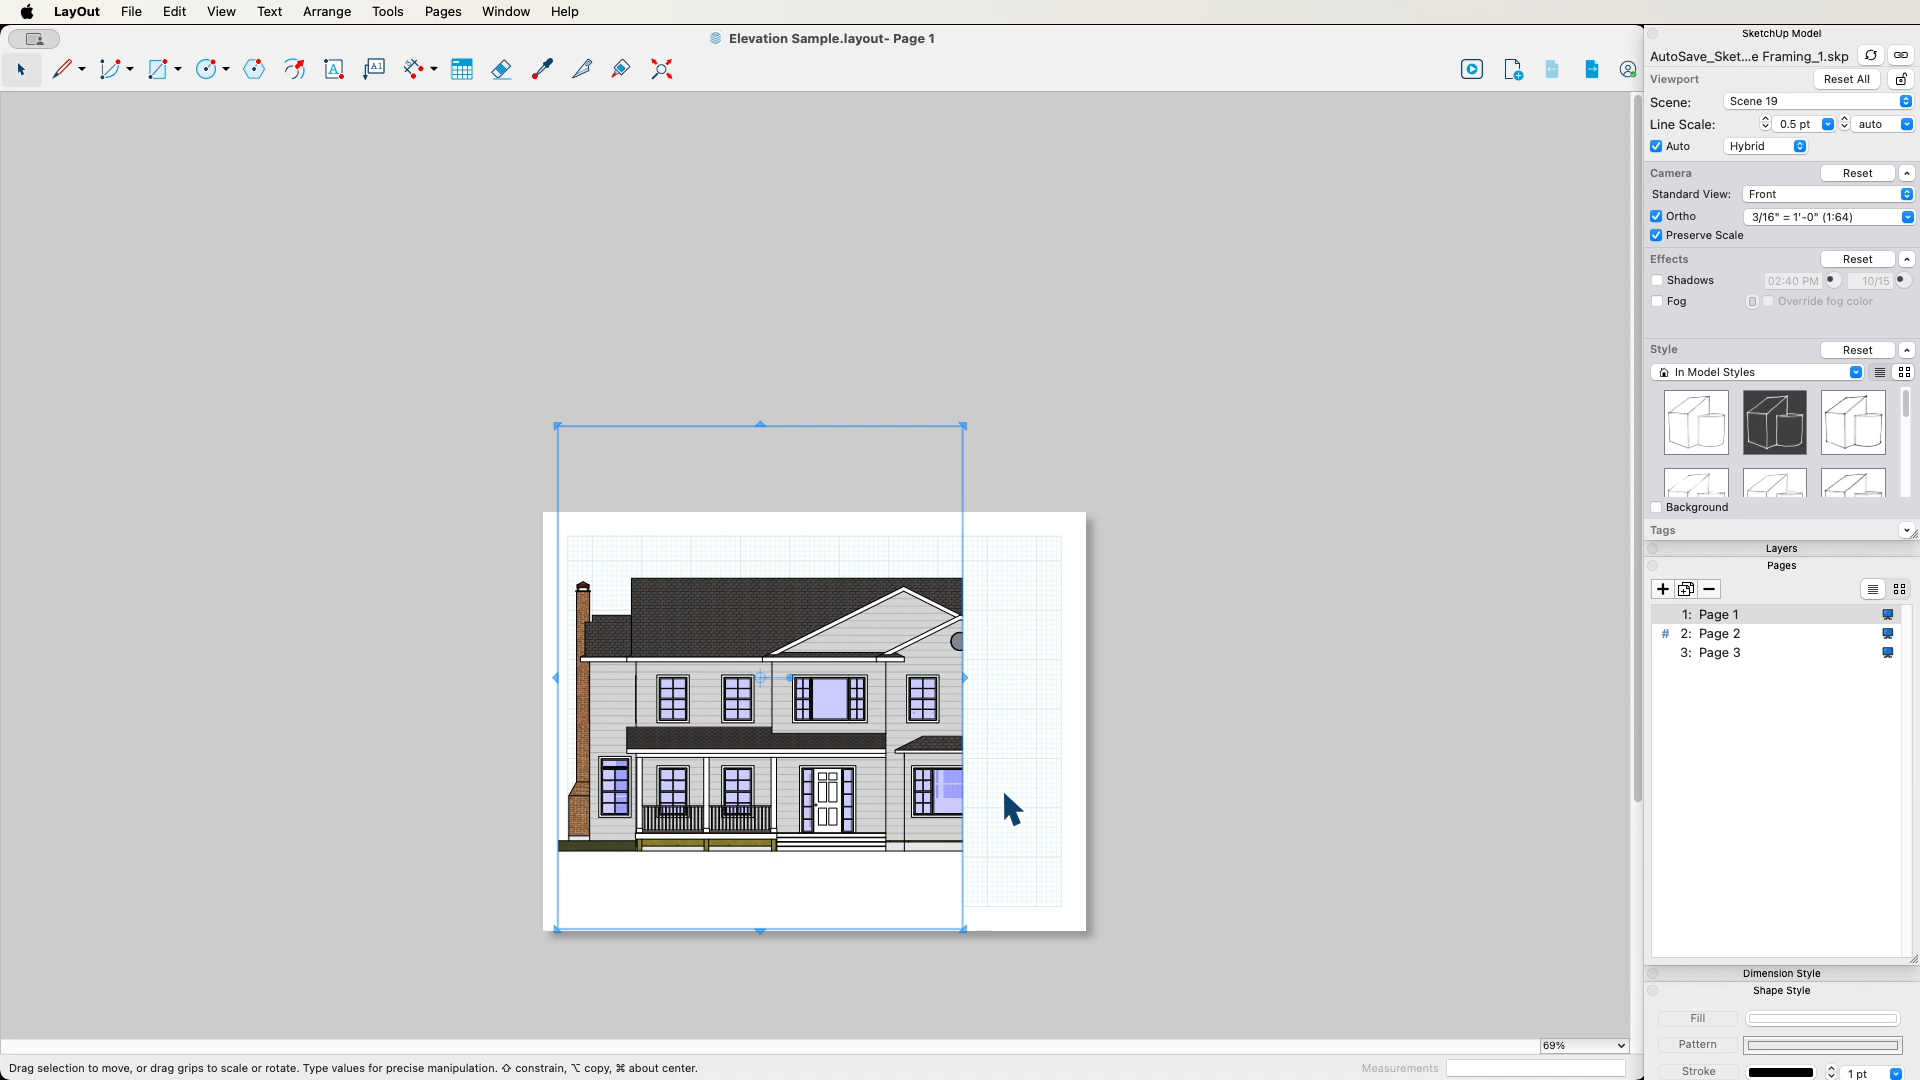 LayOut File Edit View Text Arrange Tools Pages Window Help
Elevation Sample.layout- Page 1
A
A1
SketchUp Model
AutoSave_Sket...e Framing_1.skp
Viewport Reset All
Scene: Scene 19
Line Scale: 0.5 pt auto
Auto Hybrid
Camera Reset
Standard View: Front
Ortho 3/16" = 1'-0" (1:64)
Preserve Scale
Effects Reset
Shadows 02:40 PM 10/15
Fog Override fog color
Style Reset
In Model Styles
Background
Tags
Layers
Pages
1: Page 1
# 2: Page 2
3: Page 3
Dimension Style
Shape Style
Fill
Pattern
Stroke 1 pt
69%
Drag selection to move, or drag grips to scale or rotate. Type values for precise manipulation. ⇧ constrain, ⌥ copy, ⌘ about center.
Measurements